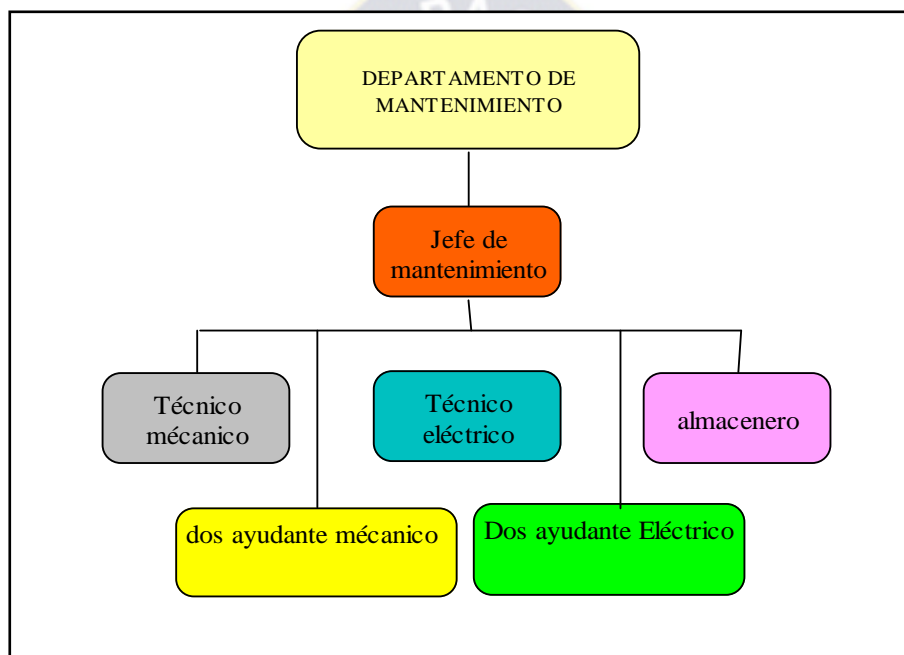 DEPARTAMENTO DE
MANTENIMIENTO
Jefe de
mantenimiento
Técnico
mécanico
Técnico
eléctrico
almacenero
dos ayudante mécanico
Dos ayudante Eléctrico